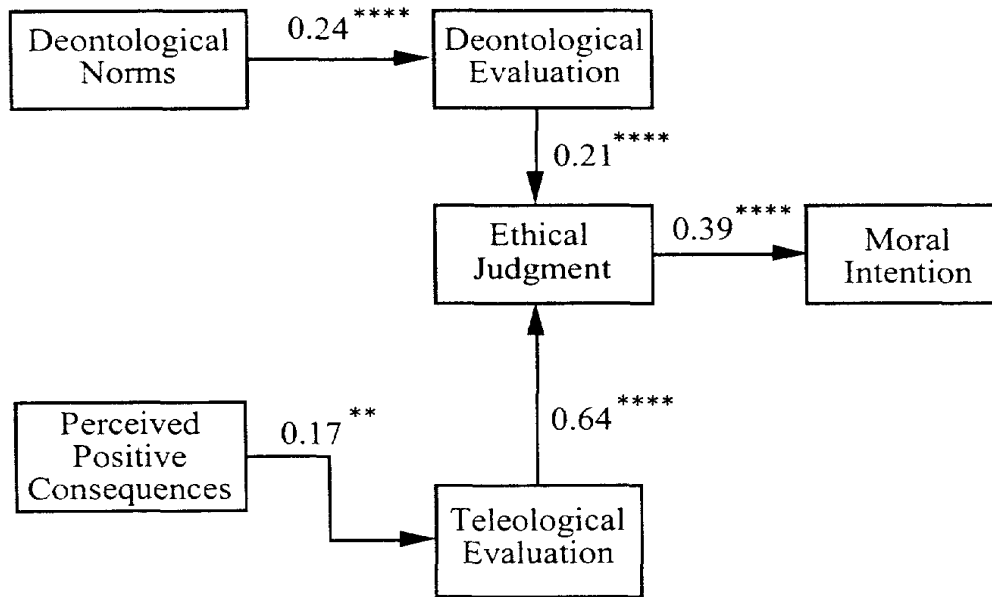 0.24****
Deontological
Norms
Deontological
Evaluation
0.21****
Ethical
Judgment
0.39****
Moral
Intention
0.64****
Perceived
Positive
Consequences
0.17**
Teleological
Evaluation